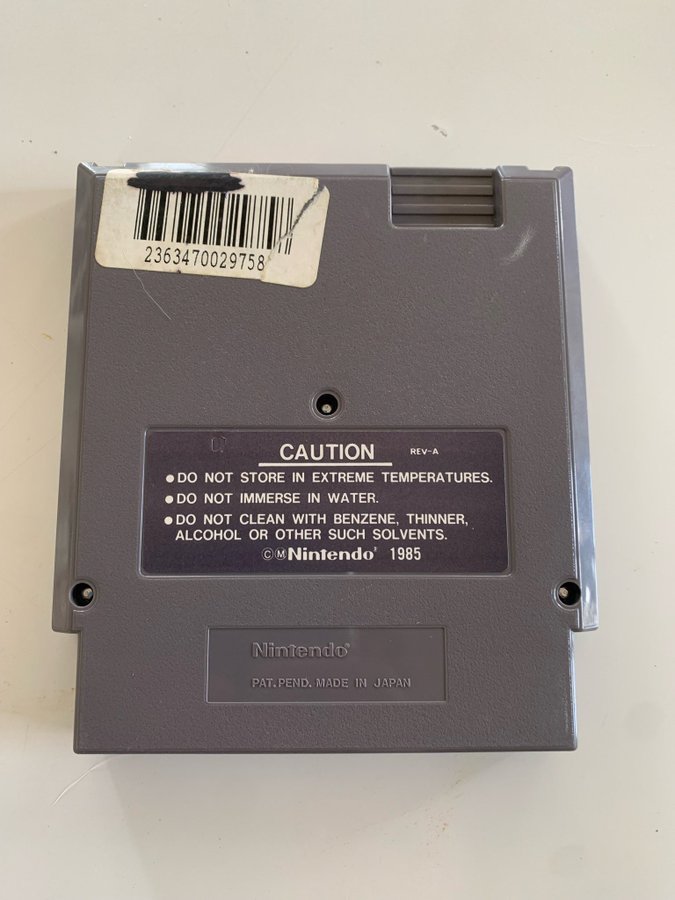 2363470029758
CAUTION REV-A
●DO NOT STORE IN EXTREME TEMPERATURES.
●DO NOT IMMERSE IN WATER.
●DO NOT CLEAN WITH BENZENE, THINNER,
ALCOHOL OR OTHER SUCH SOLVENTS.
©Ⓜ Nintendo® 1985
Nintendo®
PAT. PEND. MADE IN JAPAN